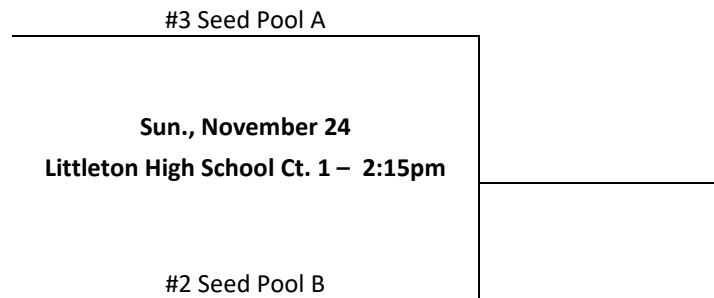 #3 Seed Pool A
Sun., November 24
Littleton High School Ct. 1 – 2:15pm
#2 Seed Pool B